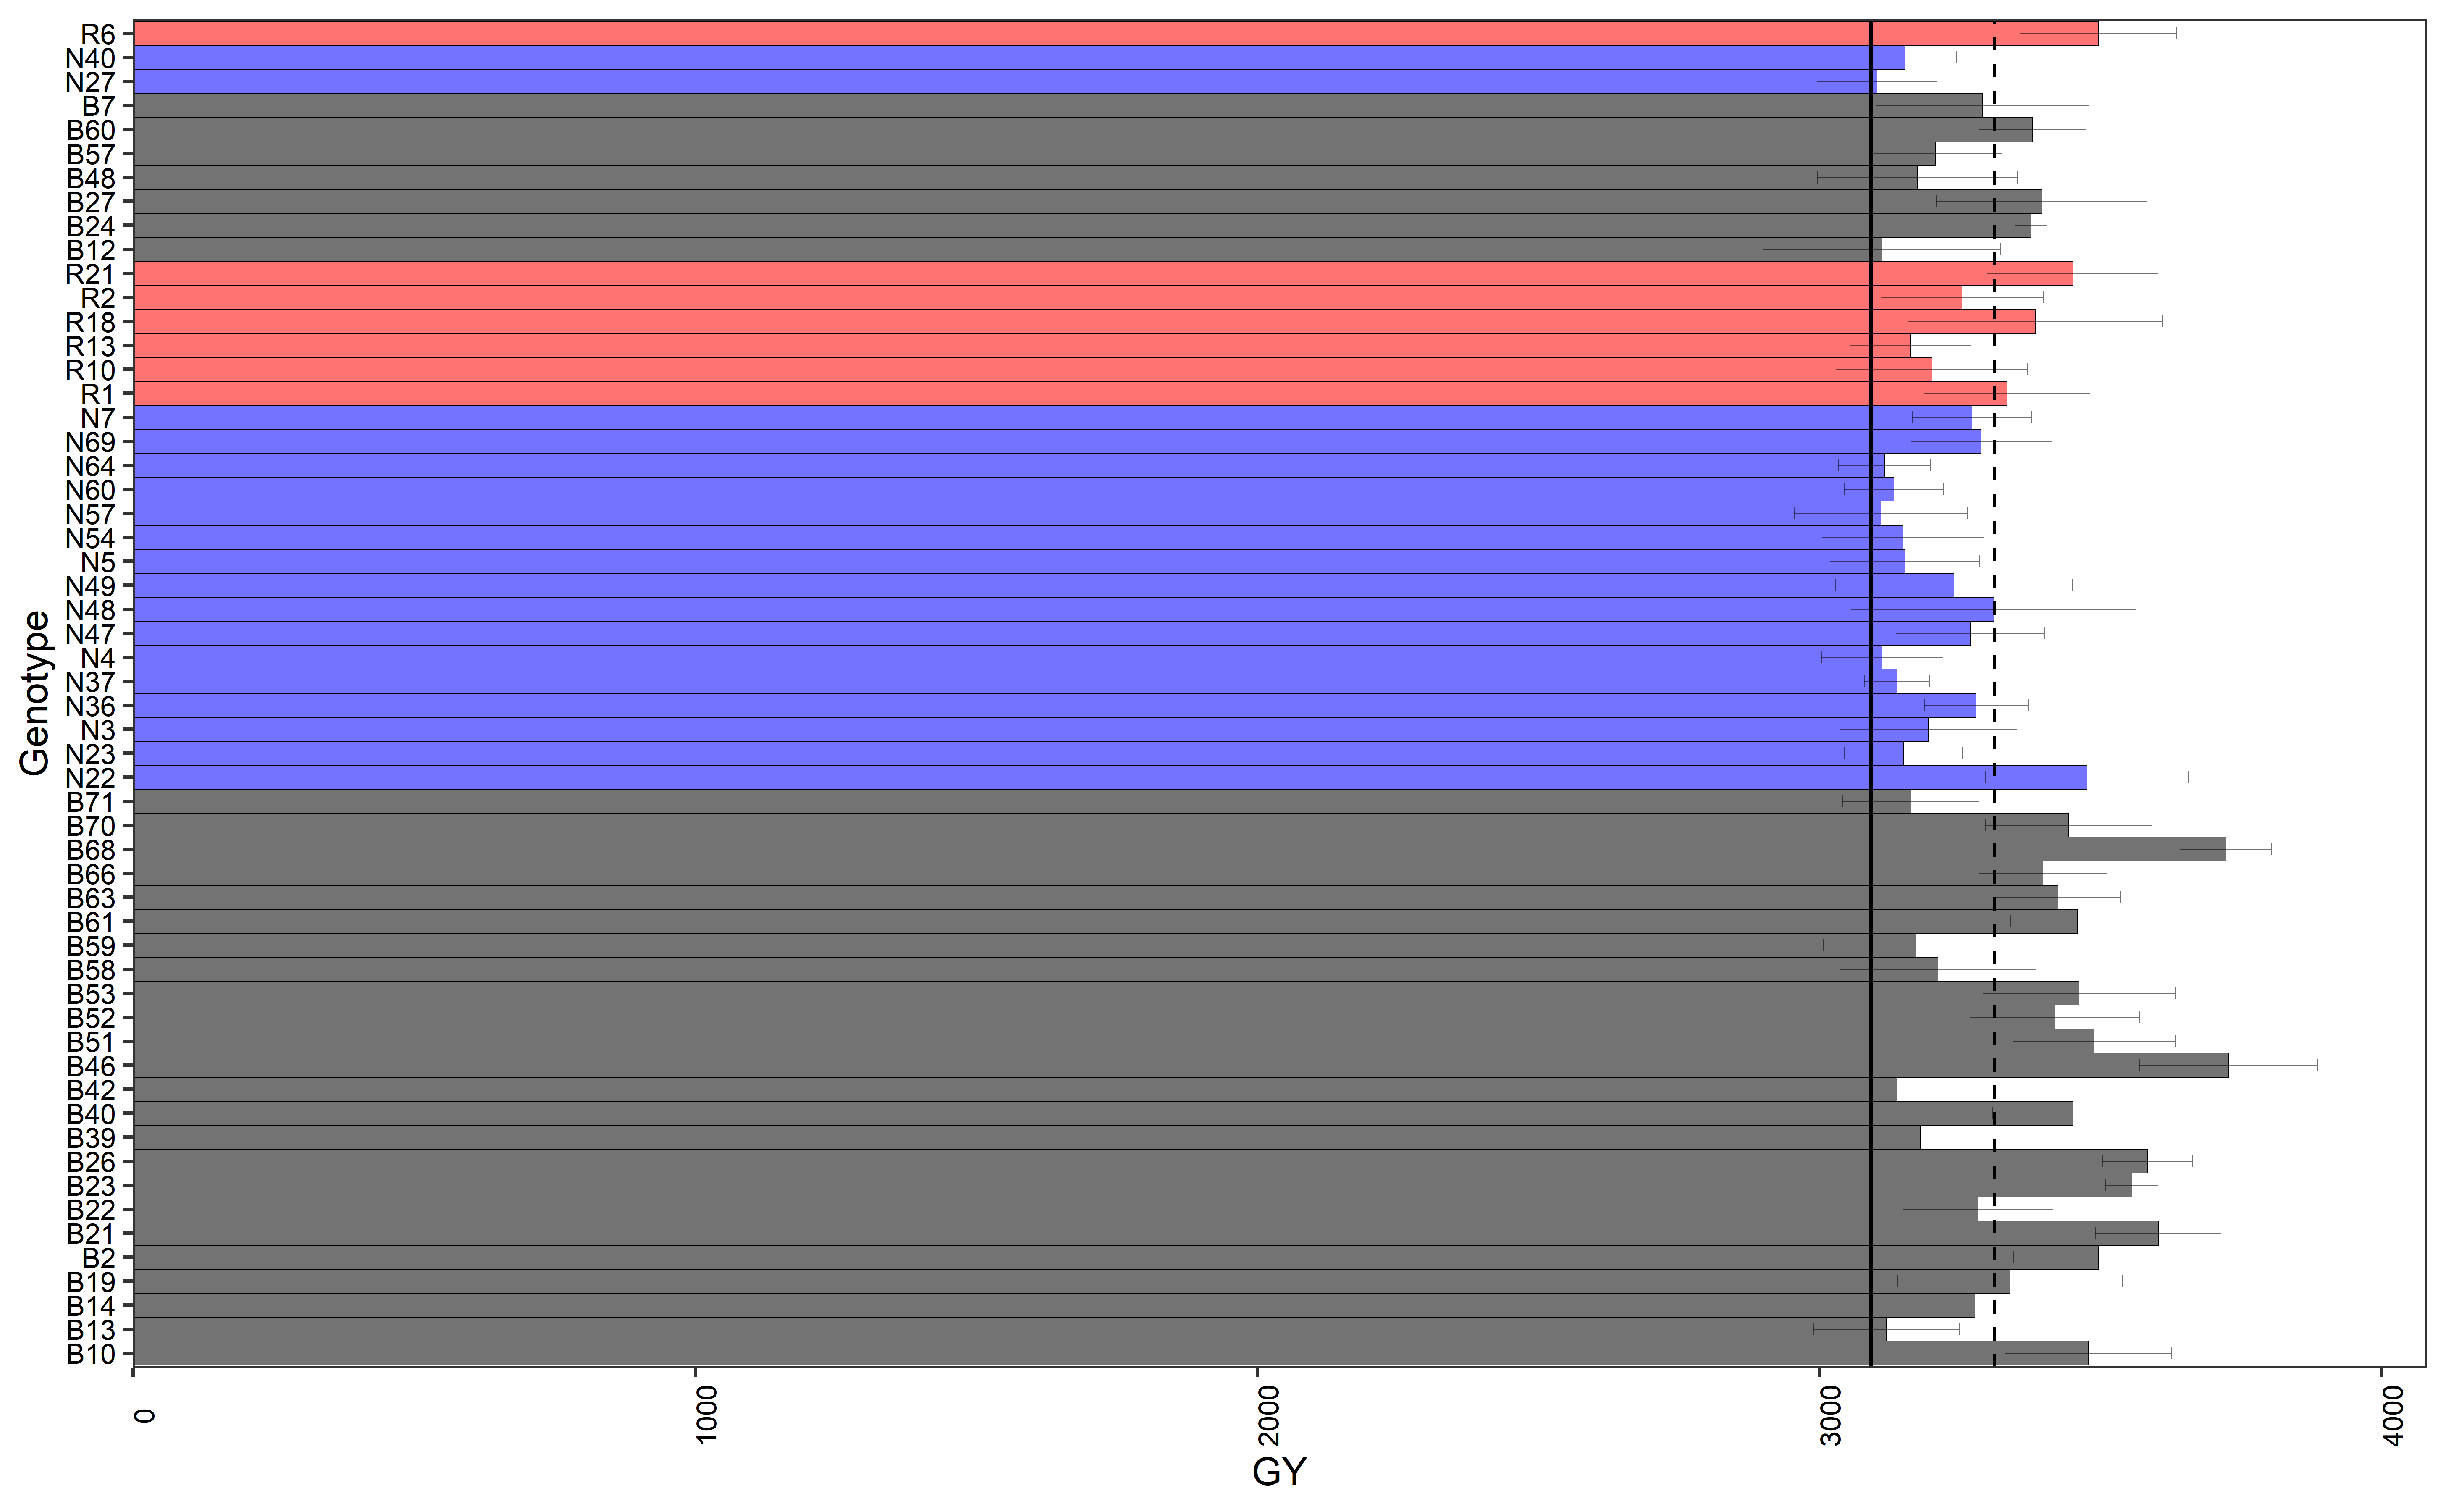 R6
N40
N27
B7
B60
B57
B48
B27
B24
B12
R21
R2
R18
R13
R10
R1
N7
N69
N64
N60
N57
N54
N5
N49
N48
N47
N4
N37
N36
N3
N23
N22
B71
B70
B68
B66
B63
B61
B59
B58
B53
B52
B51
B46
B42
B40
B39
B26
B23
B22
B21
B2
B19
B14
B13
B10
Genotype
0
1000
2000
3000
4000
GY